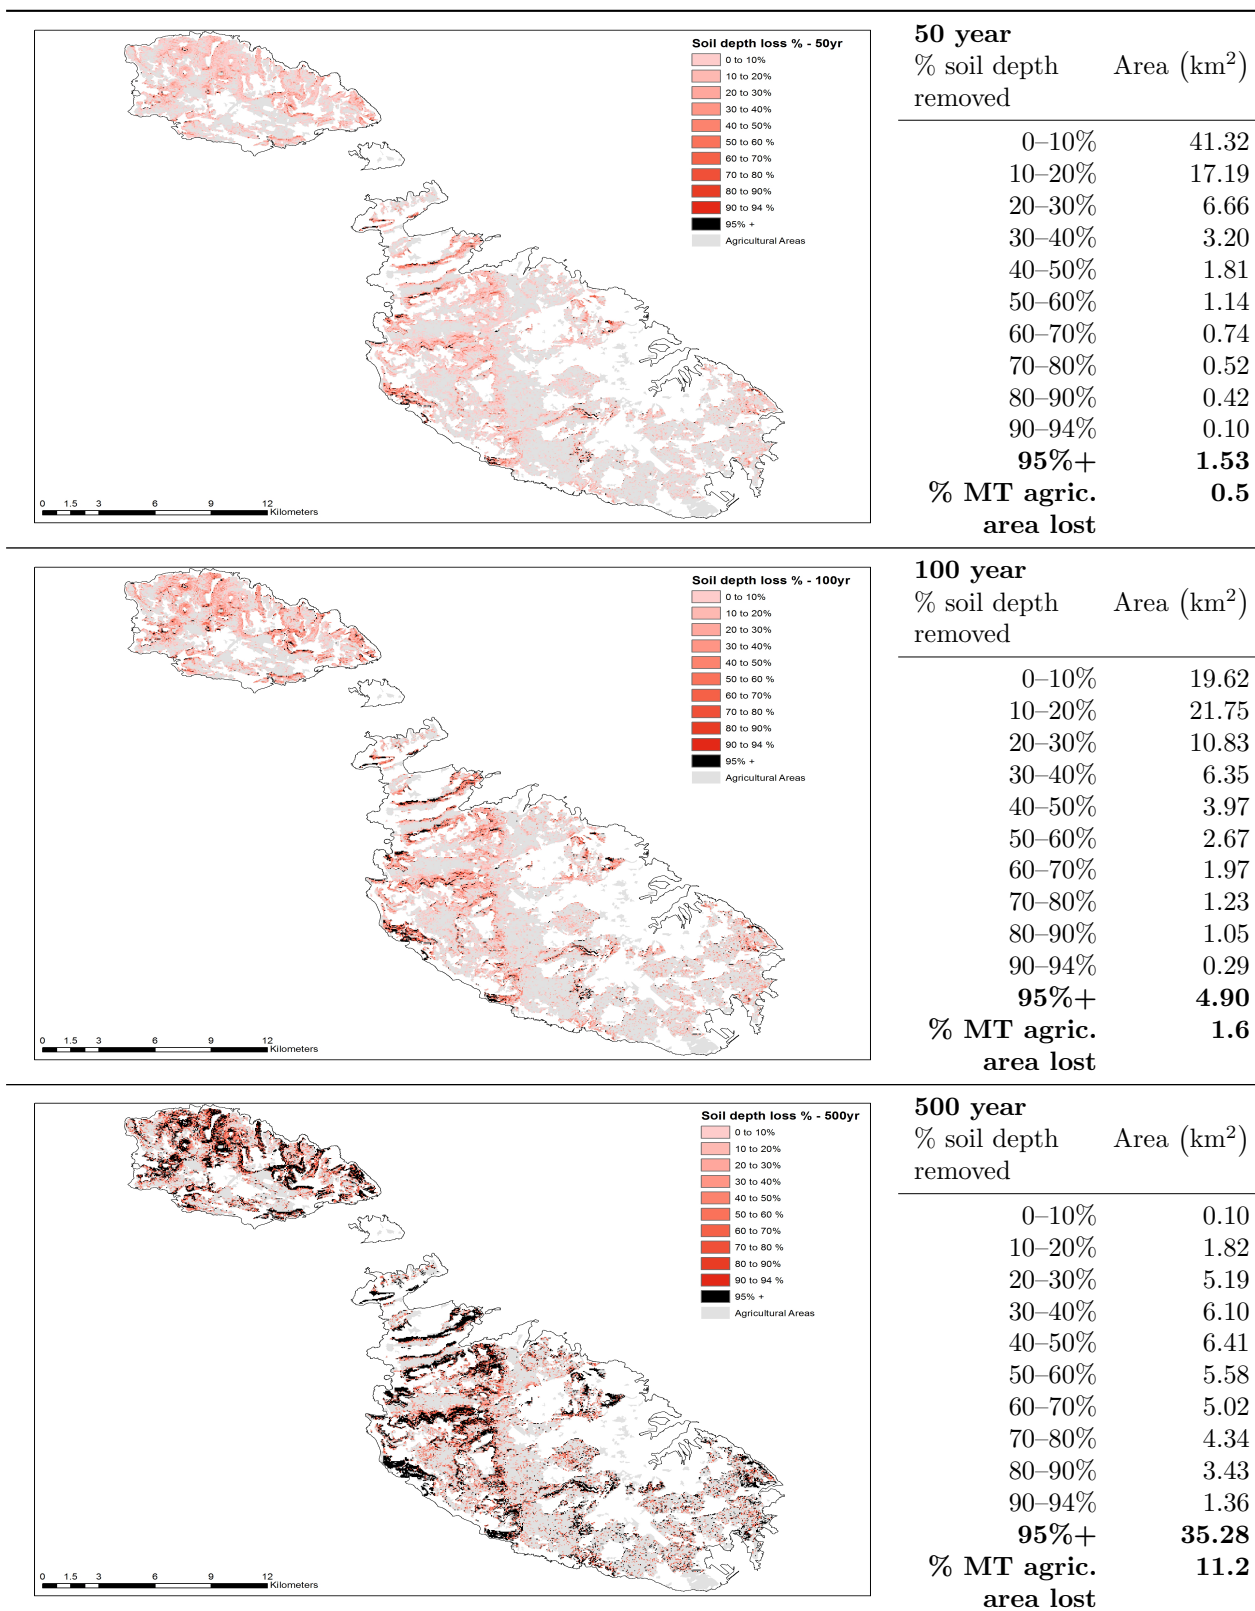 Soil depth loss % - 50yr
0 to 10%
10 to 20%
20 to 30%
30 to 40%
40 to 50%
50 to 60 %
60 to 70%
70 to 80 %
80 to 90%
90 to 94 %
95% +
Agricultural Areas
0 1.5 3 6 9 12
Kilometers
50 year
% soil depth Area (km²)
removed
0–10% 41.32
10–20% 17.19
20–30% 6.66
30–40% 3.20
40–50% 1.81
50–60% 1.14
60–70% 0.74
70–80% 0.52
80–90% 0.42
90–94% 0.10
95%+ 1.53
% MT agric. 0.5
area lost
Soil depth loss % - 100yr
0 to 10%
10 to 20%
20 to 30%
30 to 40%
40 to 50%
50 to 60 %
60 to 70%
70 to 80 %
80 to 90%
90 to 94 %
95% +
Agricultural Areas
0 1.5 3 6 9 12
Kilometers
100 year
% soil depth Area (km²)
removed
0–10% 19.62
10–20% 21.75
20–30% 10.83
30–40% 6.35
40–50% 3.97
50–60% 2.67
60–70% 1.97
70–80% 1.23
80–90% 1.05
90–94% 0.29
95%+ 4.90
% MT agric. 1.6
area lost
Soil depth loss % - 500yr
0 to 10%
10 to 20%
20 to 30%
30 to 40%
40 to 50%
50 to 60 %
60 to 70%
70 to 80 %
80 to 90%
90 to 94 %
95% +
Agricultural Areas
0 1.5 3 6 9 12
Kilometers
500 year
% soil depth Area (km²)
removed
0–10% 0.10
10–20% 1.82
20–30% 5.19
30–40% 6.10
40–50% 6.41
50–60% 5.58
60–70% 5.02
70–80% 4.34
80–90% 3.43
90–94% 1.36
95%+ 35.28
% MT agric. 11.2
area lost